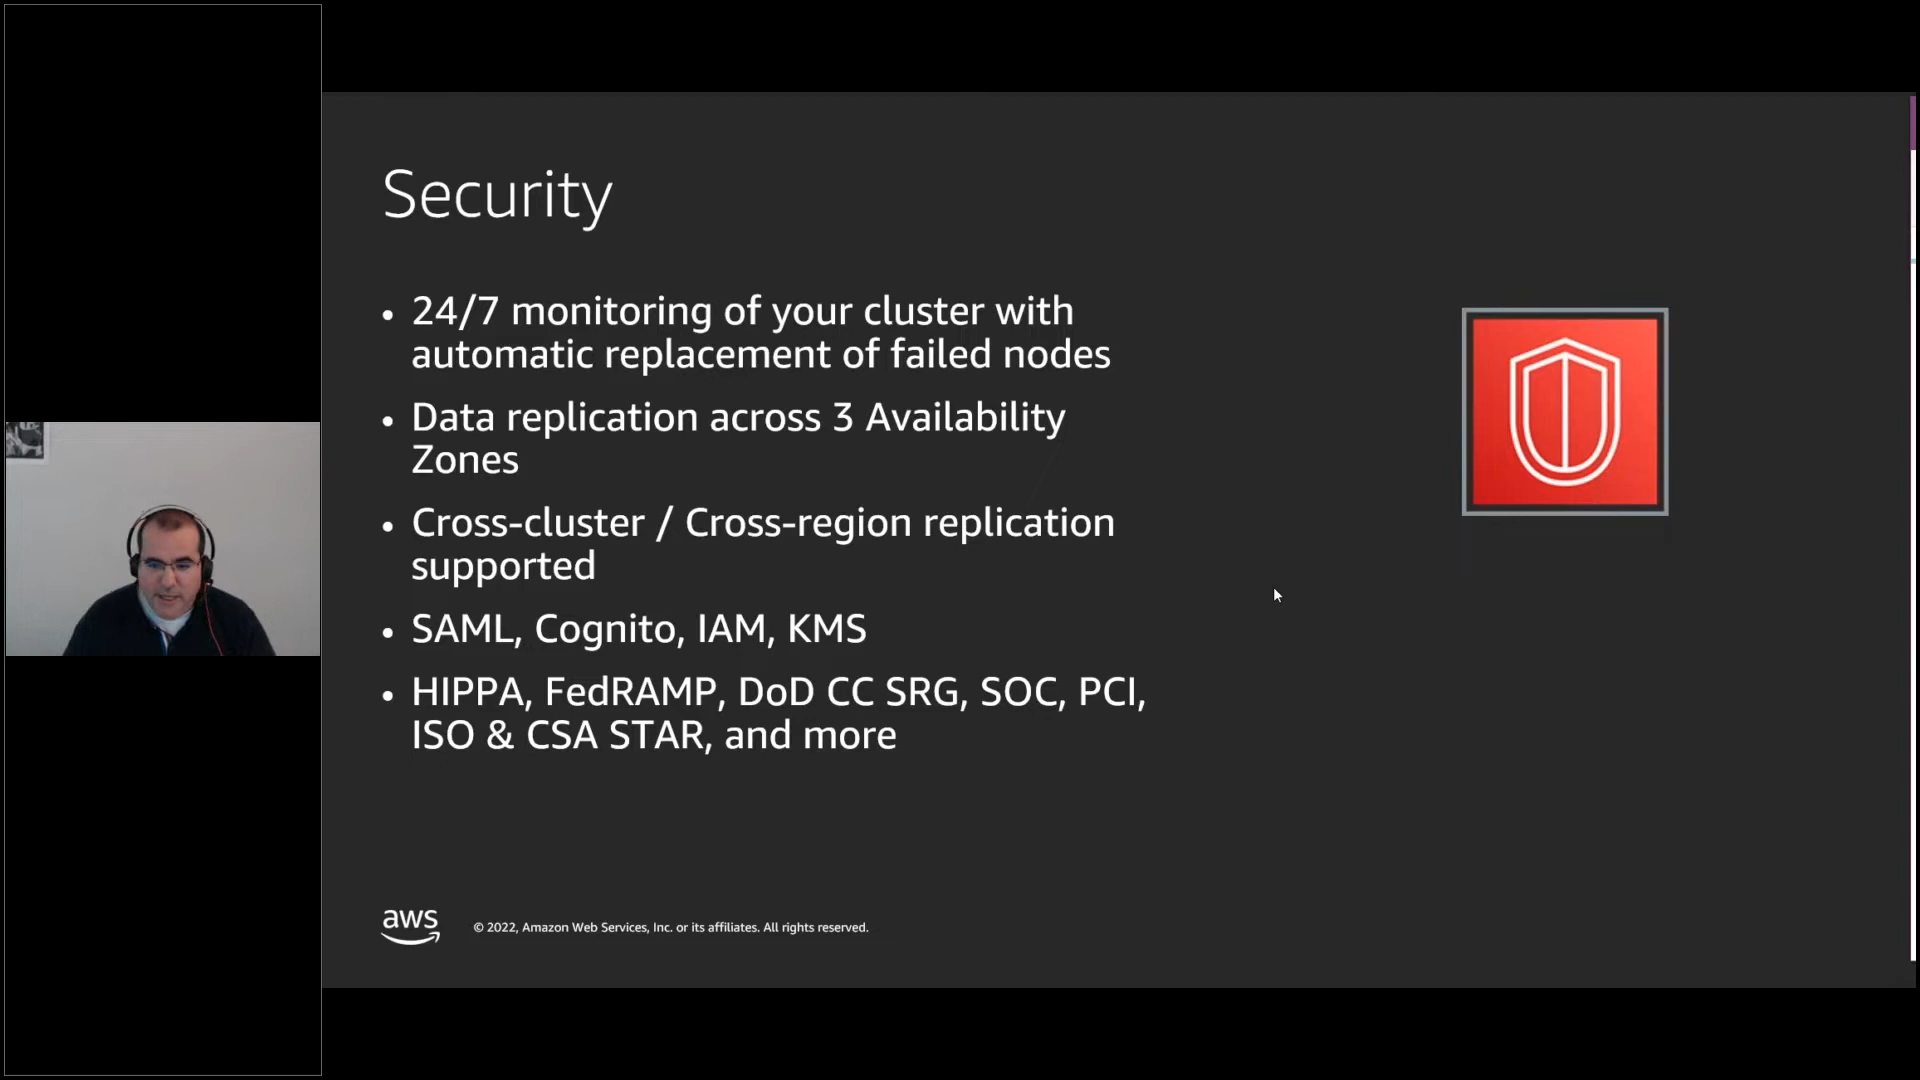 Security
• 24/7 monitoring of your cluster with
automatic replacement of failed nodes
• Data replication across 3 Availability
Zones
• Cross-cluster / Cross-region replication
supported
• SAML, Cognito, IAM, KMS
• HIPPA, FedRAMP, DoD CC SRG, SOC, PCI,
ISO & CSA STAR, and more
aws
© 2022, Amazon Web Services, Inc. or its affiliates. All rights reserved.